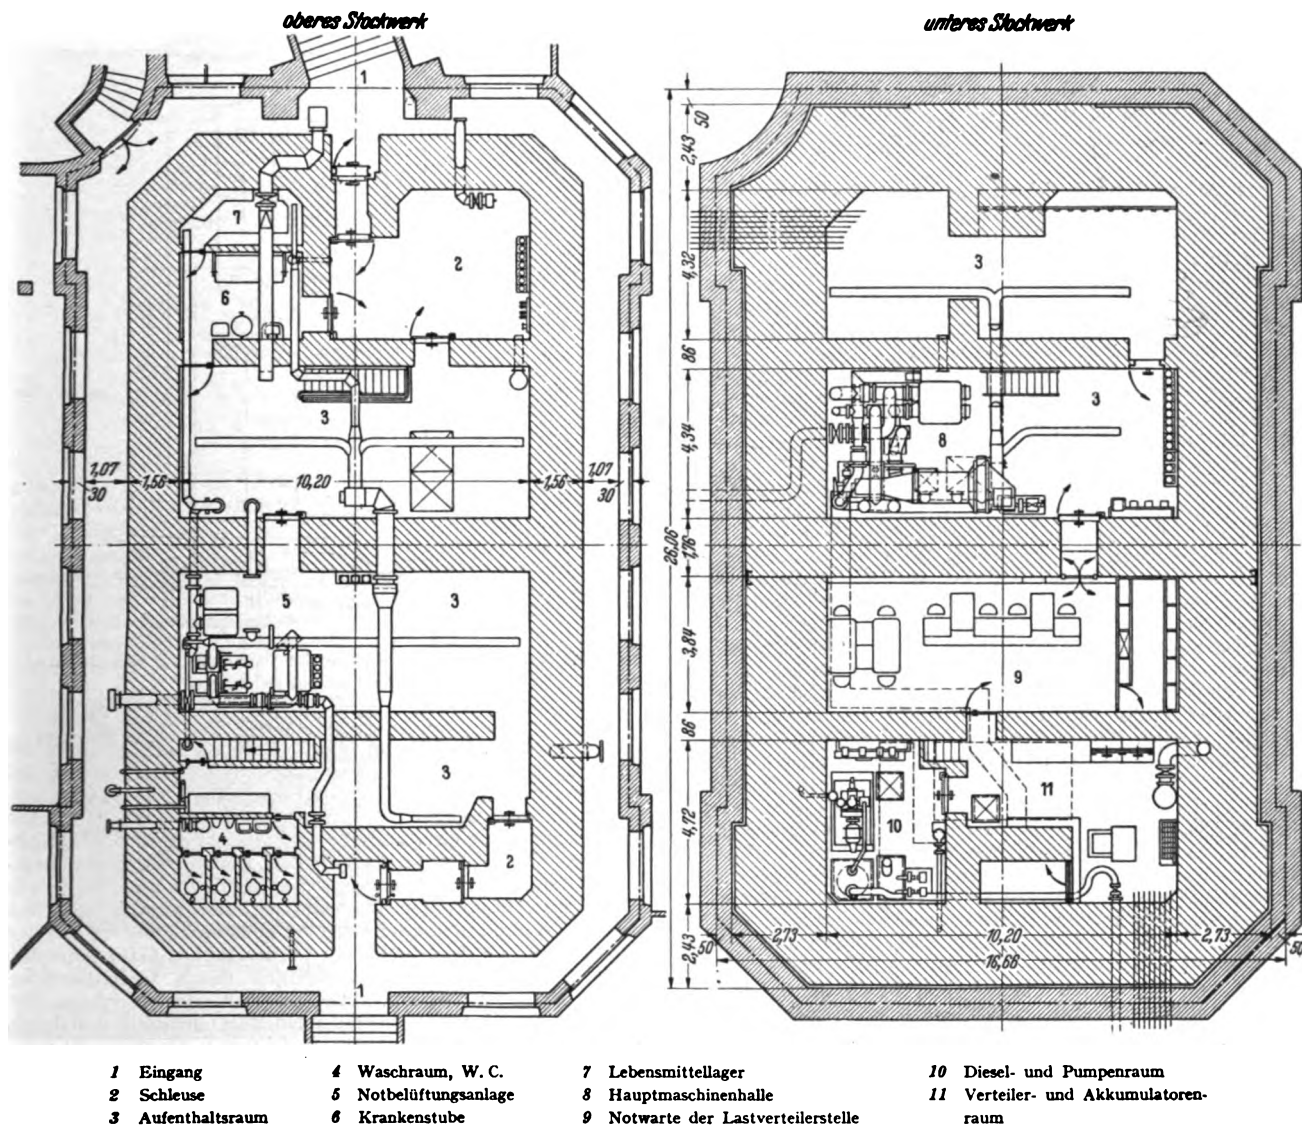 oberes Stockwerk
unteres Stockwerk
1
7
2
6
3
1,07
30
1,56
10,20
1,56
1,07
30
5
3
3
4
2
1
50
2,43
4,32
86
4,34
26,06
1,76
3,84
86
4,72
2,43
3
3
8
9
10
11
50
2,73
10,20
2,73
50
16,68
1 Eingang
2 Schleuse
3 Aufenthaltsraum
4 Waschraum, W. C.
5 Notbelüftungsanlage
6 Krankenstube
7 Lebensmittellager
8 Hauptmaschinenhalle
9 Notwarte der Lastverteilerstelle
10 Diesel- und Pumpenraum
11 Verteiler- und Akkumulatoren-
raum